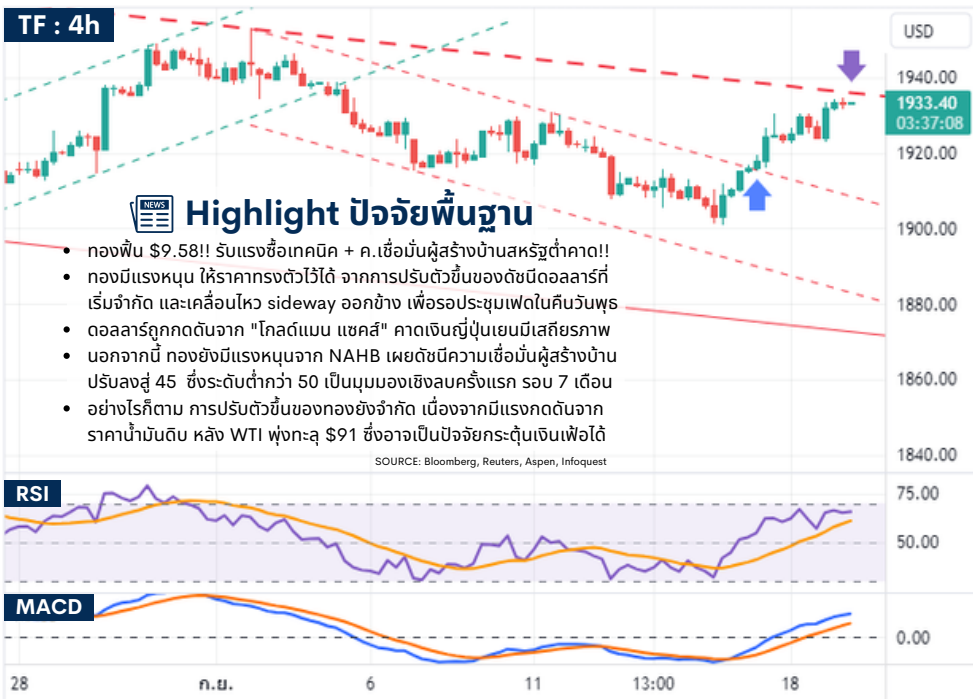 TF : 4h
USD
1940.00
1933.40
03:37:08
1920.00
NEWS
Highlight ปัจจัยพื้นฐาน
1900.00
• ทองฟื้น $9.58!! รับแรงซื้อเทคนิค + ค.เชื่อมั่นผู้สร้างบ้านสหรัฐต่ำคาด!!
• ทองมีแรงหนุน ให้ราคาทรงตัวไว้ได้ จากการปรับตัวขึ้นของดัชนีดอลลาร์ที่
เริ่มจำกัด และเคลื่อนไหว sideway ออกข้าง เพื่อรอประชุมเฟดในคืนวันพุธ
1880.00
• ดอลลาร์ถูกกดดันจาก "โกลด์แมน แซคส์" คาดเงินญี่ปุ่นเยนมีเสถียรภาพ
• นอกจากนี้ ทองยังมีแรงหนุนจาก NAHB เผยดัชนีความเชื่อมั่นผู้สร้างบ้าน
ปรับลงสู่ 45 ซึ่งระดับต่ำกว่า 50 เป็นมุมมองเชิงลบครั้งแรก รอบ 7 เดือน
1860.00
• อย่างไรก็ตาม การปรับตัวขึ้นของทองยังจำกัด เนื่องจากมีแรงกดดันจาก
ราคาน้ำมันดิบ หลัง WTI พุ่งทะลุ $91 ซึ่งอาจเป็นปัจจัยกระตุ้นเงินเฟ้อได้
1840.00
SOURCE: Bloomberg, Reuters, Aspen, Infoquest
RSI
75.00
50.00
MACD
0.00
28 ก.ย. 6 11 13:00 18